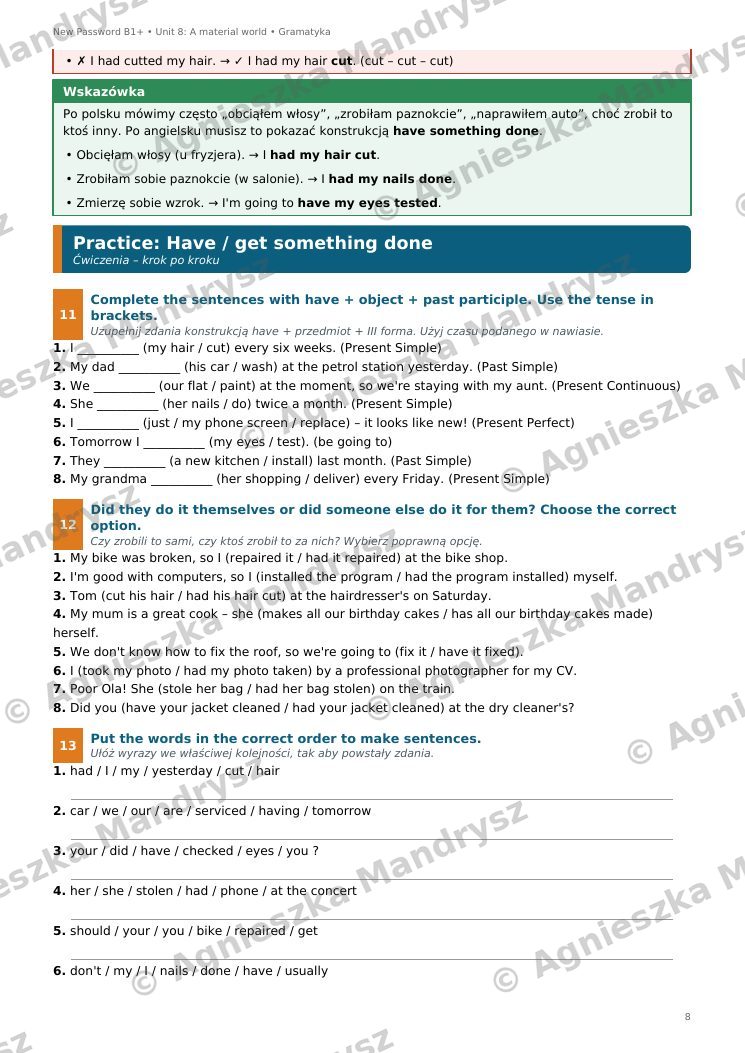 New Password B1+ • Unit 8: A material world • Gramatyka
• ✗ I had cutted my hair. → ✓ I had my hair cut. (cut – cut – cut)
Wskazówka
Po polsku mówimy często „obciąłem włosy”, „zrobiłam paznokcie”, „naprawiłem auto”, choć zrobił to
ktoś inny. Po angielsku musisz to pokazać konstrukcją have something done.
• Obcięłam włosy (u fryzjera). → I had my hair cut.
• Zrobiłam sobie paznokcie (w salonie). → I had my nails done.
• Zmierzę sobie wzrok. → I'm going to have my eyes tested.
Practice: Have / get something done
Ćwiczenia – krok po kroku
11 Complete the sentences with have + object + past participle. Use the tense in
brackets.
Uzupełnij zdania konstrukcją have + przedmiot + III forma. Użyj czasu podanego w nawiasie.
1. I __________ (my hair / cut) every six weeks. (Present Simple)
2. My dad __________ (his car / wash) at the petrol station yesterday. (Past Simple)
3. We __________ (our flat / paint) at the moment, so we're staying with my aunt. (Present Continuous)
4. She __________ (her nails / do) twice a month. (Present Simple)
5. I __________ (just / my phone screen / replace) – it looks like new! (Present Perfect)
6. Tomorrow I __________ (my eyes / test). (be going to)
7. They __________ (a new kitchen / install) last month. (Past Simple)
8. My grandma __________ (her shopping / deliver) every Friday. (Present Simple)
12 Did they do it themselves or did someone else do it for them? Choose the correct
option.
Czy zrobili to sami, czy ktoś zrobił to za nich? Wybierz poprawną opcję.
1. My bike was broken, so I (repaired it / had it repaired) at the bike shop.
2. I'm good with computers, so I (installed the program / had the program installed) myself.
3. Tom (cut his hair / had his hair cut) at the hairdresser's on Saturday.
4. My mum is a great cook – she (makes all our birthday cakes / has all our birthday cakes made)
herself.
5. We don't know how to fix the roof, so we're going to (fix it / have it fixed).
6. I (took my photo / had my photo taken) by a professional photographer for my CV.
7. Poor Ola! She (stole her bag / had her bag stolen) on the train.
8. Did you (have your jacket cleaned / had your jacket cleaned) at the dry cleaner's?
13 Put the words in the correct order to make sentences.
Ułóż wyrazy we właściwej kolejności, tak aby powstały zdania.
1. had / I / my / yesterday / cut / hair
2. car / we / our / are / serviced / having / tomorrow
3. your / did / have / checked / eyes / you ?
4. her / she / stolen / had / phone / at the concert
5. should / your / you / bike / repaired / get
6. don't / my / I / nails / done / have / usually
8
© Agnieszka Mandrysz